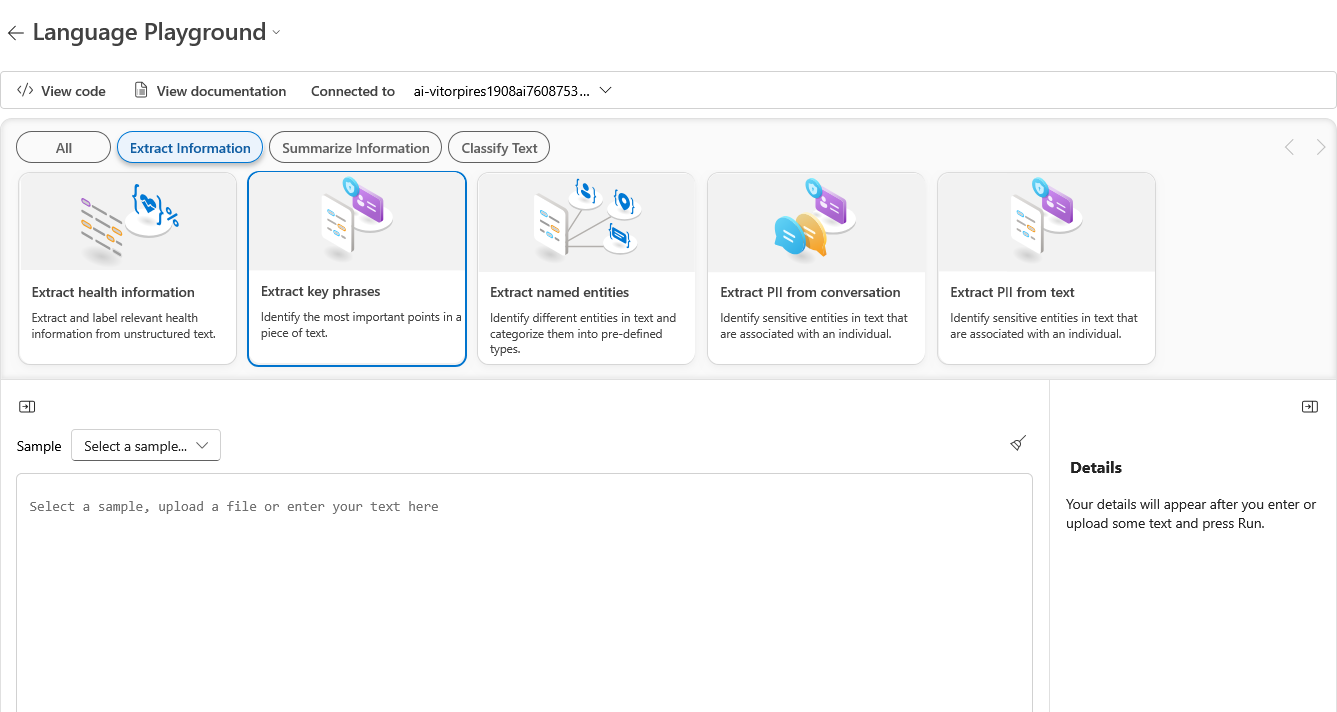 Language Playground
</> View code View documentation Connected to ai-vitorpires1908ai7608753...
All Extract Information Summarize Information Classify Text
Extract health information
Extract and label relevant health
information from unstructured text.
Extract key phrases
Identify the most important points in a
piece of text.
Extract named entities
Identify different entities in text and
categorize them into pre-defined
types.
Extract PII from conversation
Identify sensitive entities in text that
are associated with an individual.
Extract PII from text
Identify sensitive entities in text that
are associated with an individual.
Sample Select a sample...
Select a sample, upload a file or enter your text here
Details
Your details will appear after you enter or
upload some text and press Run.